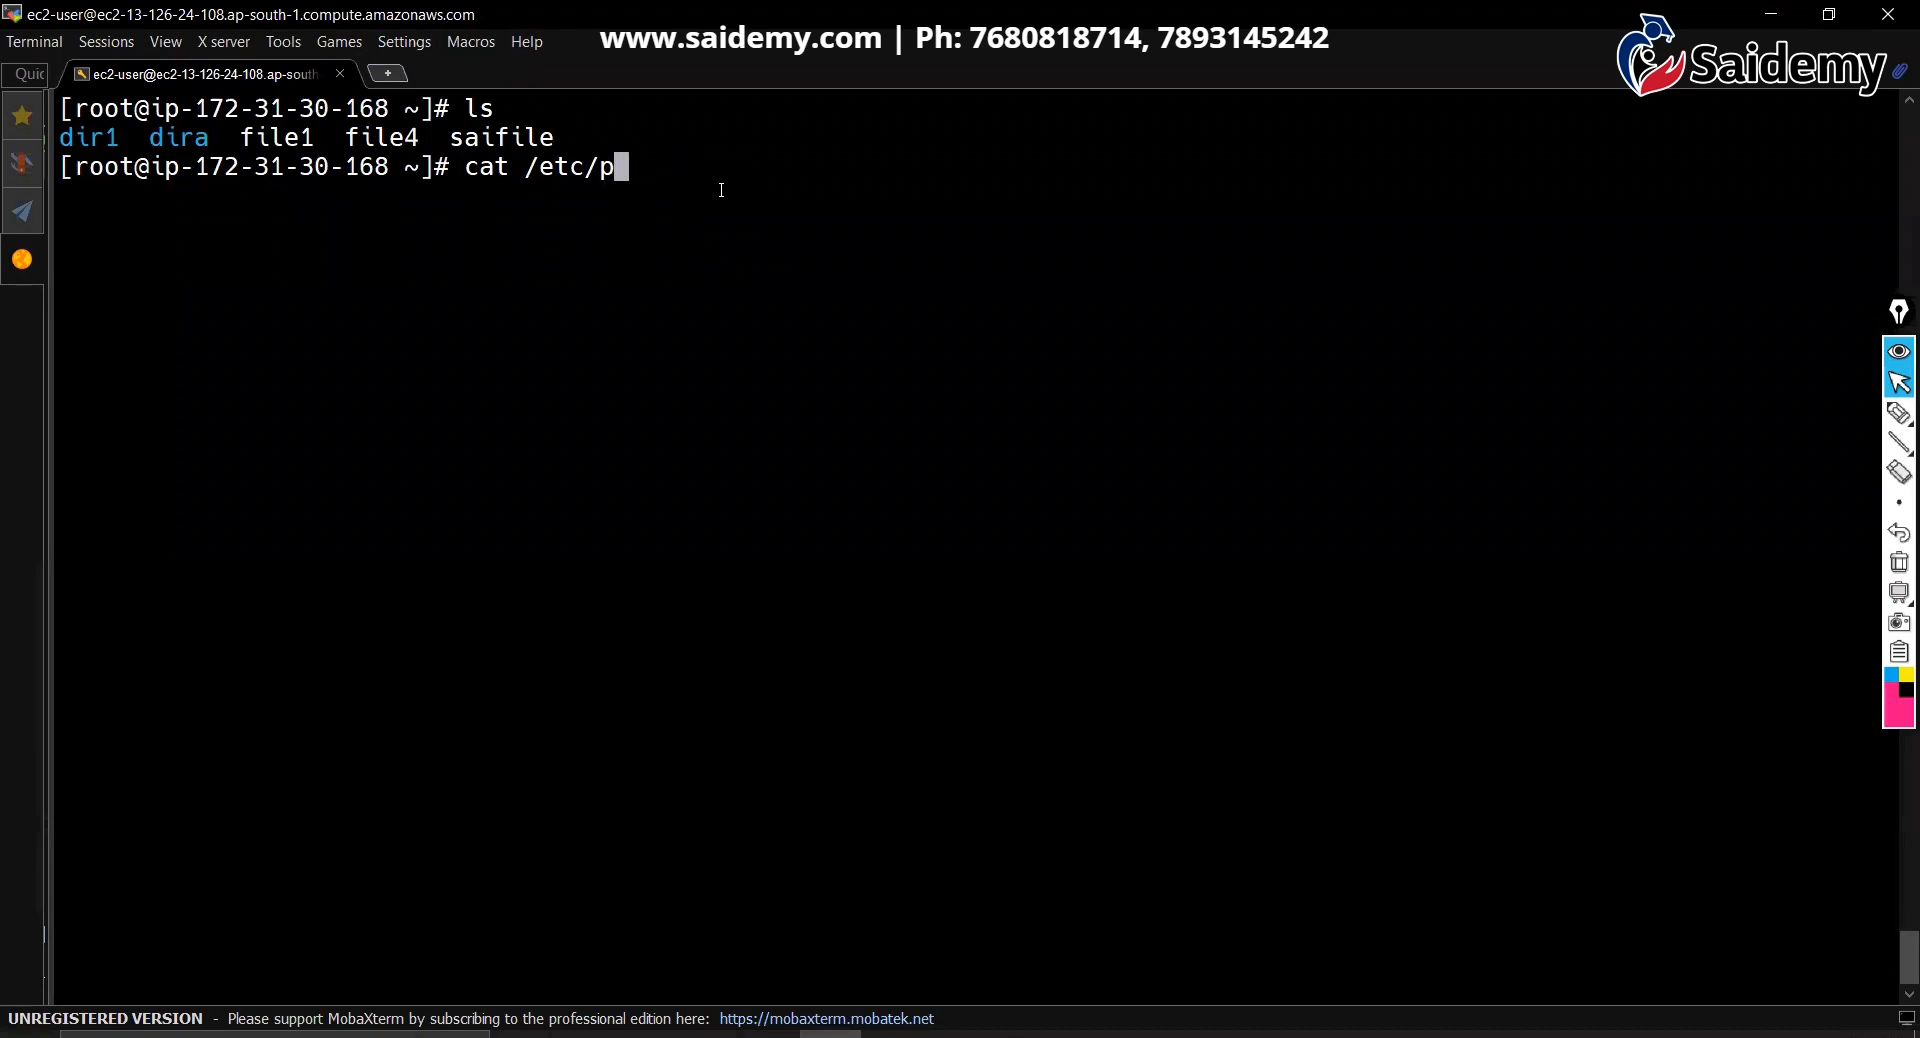 ec2-user@ec2-13-126-24-108.ap-south-1.compute.amazonaws.com
Terminal Sessions View X server Tools Games Settings Macros Help
www.saidemy.com | Ph: 7680818714, 7893145242
Saidemy
Quic
ec2-user@ec2-13-126-24-108.ap-south
[root@ip-172-31-30-168 ~]# ls
dir1 dira file1 file4 saifile
[root@ip-172-31-30-168 ~]# cat /etc/p
UNREGISTERED VERSION - Please support MobaXterm by subscribing to the professional edition here: https://mobaxterm.mobatek.net